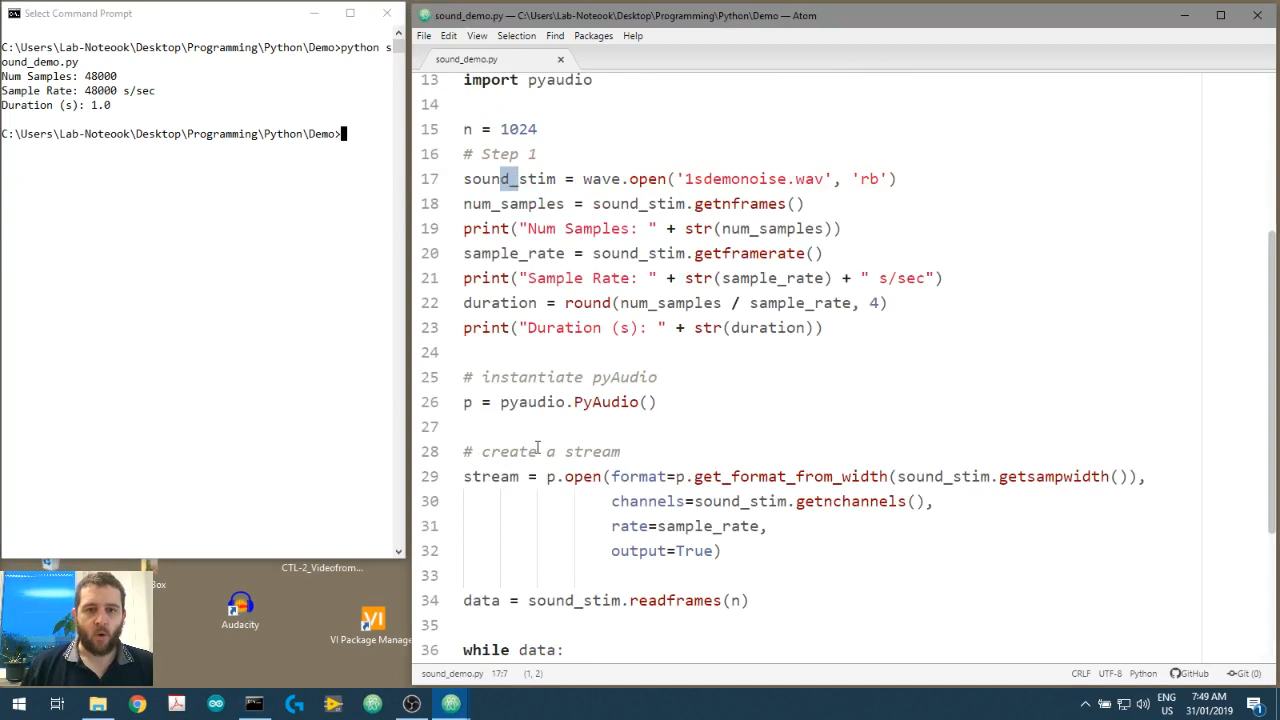 Select Command Prompt
C:\Users\Lab-Noteook\Desktop\Programming\Python\Demo>python s
ound_demo.py
Num Samples: 48000
Sample Rate: 48000 s/sec
Duration (s): 1.0
C:\Users\Lab-Noteook\Desktop\Programming\Python\Demo>
CTL-2_Videofrom...
Box
Audacity
VI
VI Package Manage
sound_demo.py — C:\Users\Lab-Noteook\Desktop\Programming\Python\Demo — Atom
File Edit View Selection Find Packages Help
sound_demo.py
13 import pyaudio
14
15 n = 1024
16 # Step 1
17 sound_stim = wave.open('1sdemonoise.wav', 'rb')
18 num_samples = sound_stim.getnframes()
19 print("Num Samples: " + str(num_samples))
20 sample_rate = sound_stim.getframerate()
21 print("Sample Rate: " + str(sample_rate) + " s/sec")
22 duration = round(num_samples / sample_rate, 4)
23 print("Duration (s): " + str(duration))
24
25 # instantiate pyAudio
26 p = pyaudio.PyAudio()
27
28 # create a stream
29 stream = p.open(format=p.get_format_from_width(sound_stim.getsampwidth()),
30 channels=sound_stim.getnchannels(),
31 rate=sample_rate,
32 output=True)
33
34 data = sound_stim.readframes(n)
35
36 while data:
sound_demo.py 17:7 (1, 2) CRLF UTF-8 Python GitHub Git (0)
ENG
US
7:49 AM
31/01/2019